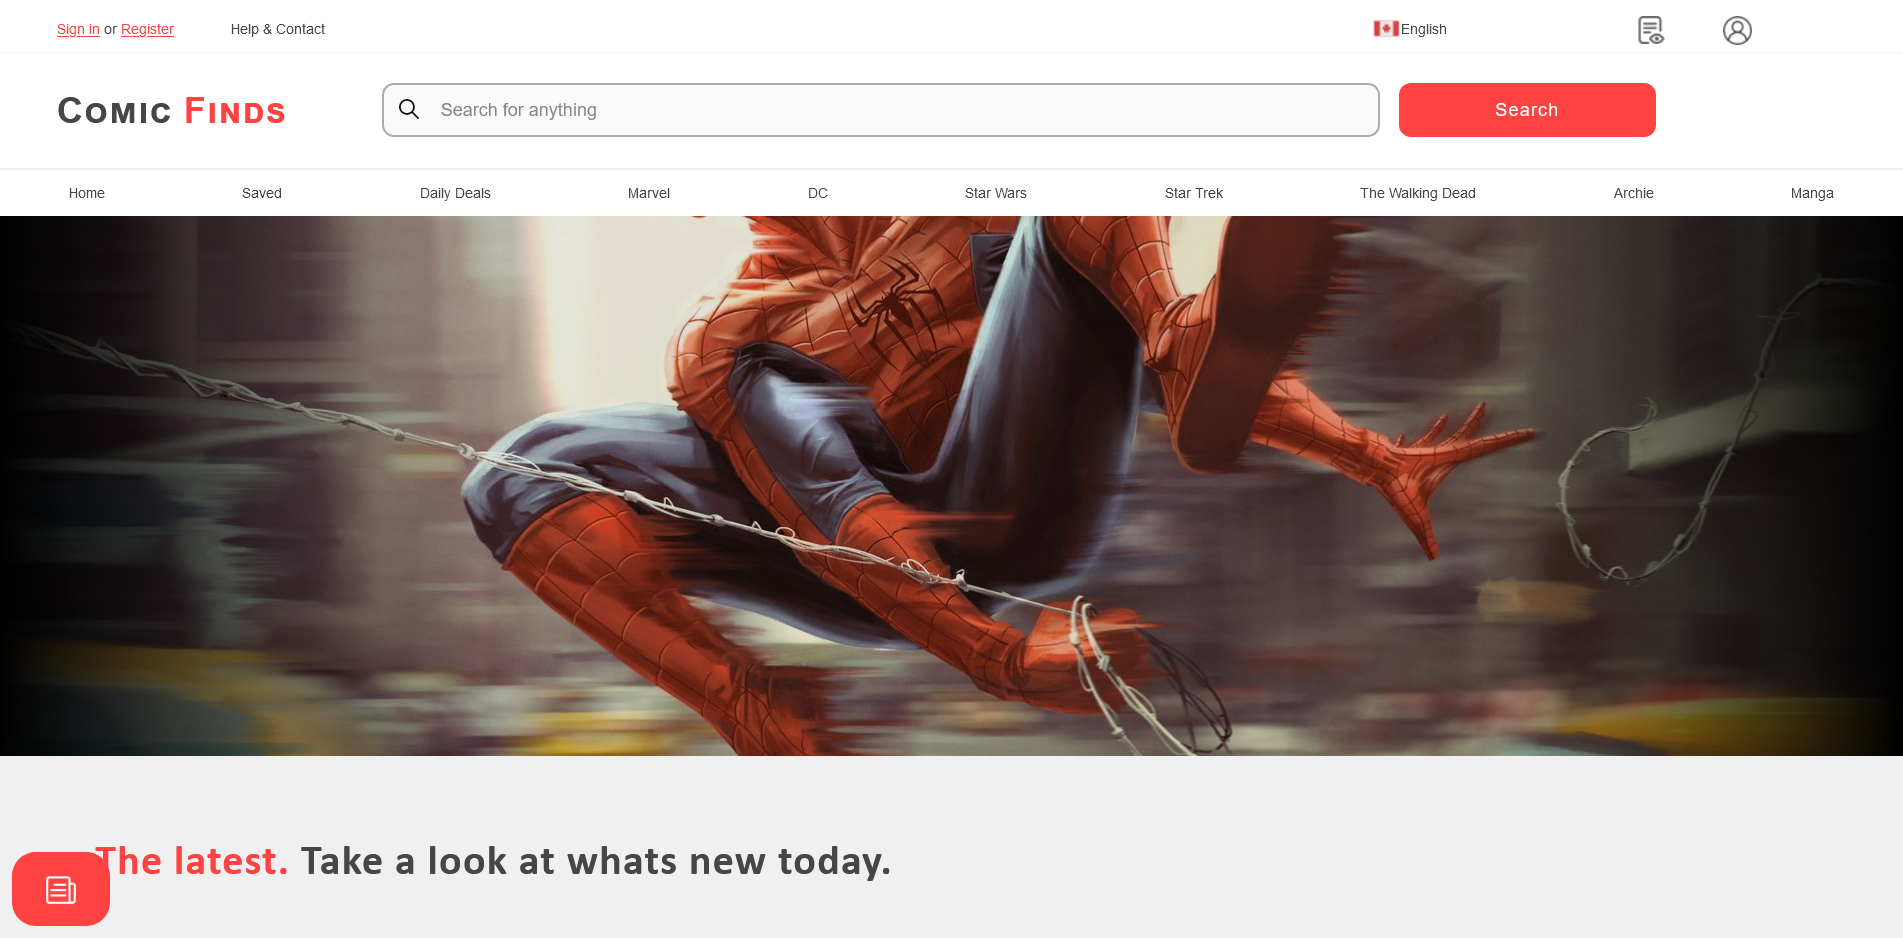 Sign in or Register Help & Contact English
Comic Finds Search for anything Search
Home Saved Daily Deals Marvel DC Star Wars Star Trek The Walking Dead Archie Manga
The latest. Take a look at whats new today.